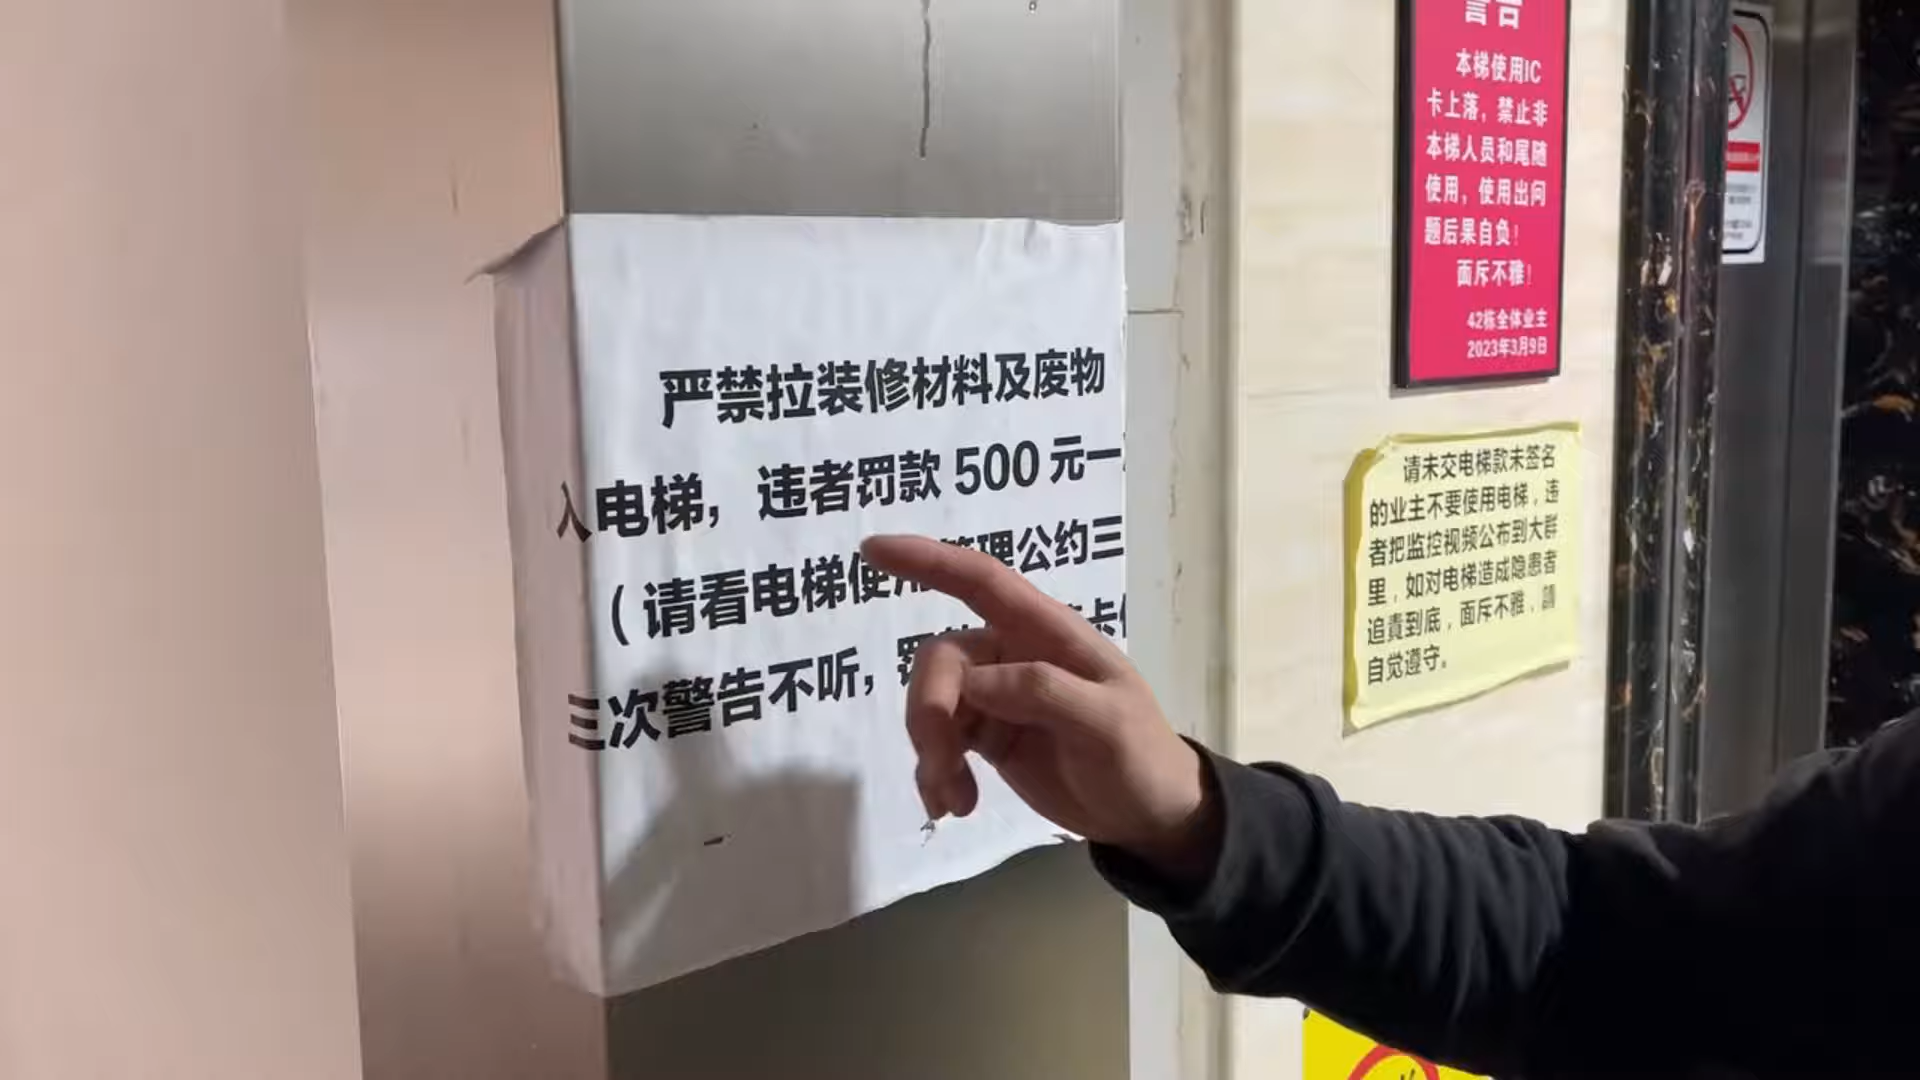 严禁拉装修材料及废物
入电梯，违者罚款 500 元一
（请看电梯使用管理公约三
三次警告不听，罚
卡
警告
本梯使用IC
卡上落，禁止非
本梯人员和尾随
使用，使用出问
题后果自负！
面斥不雅！
42栋全体业主
2023年3月9日
请未交电梯款未签名
的业主不要使用电梯，违
者把监控视频公布到大群
里，如对电梯造成隐患者
追責到底，面斥不雅，請
自觉遵守。